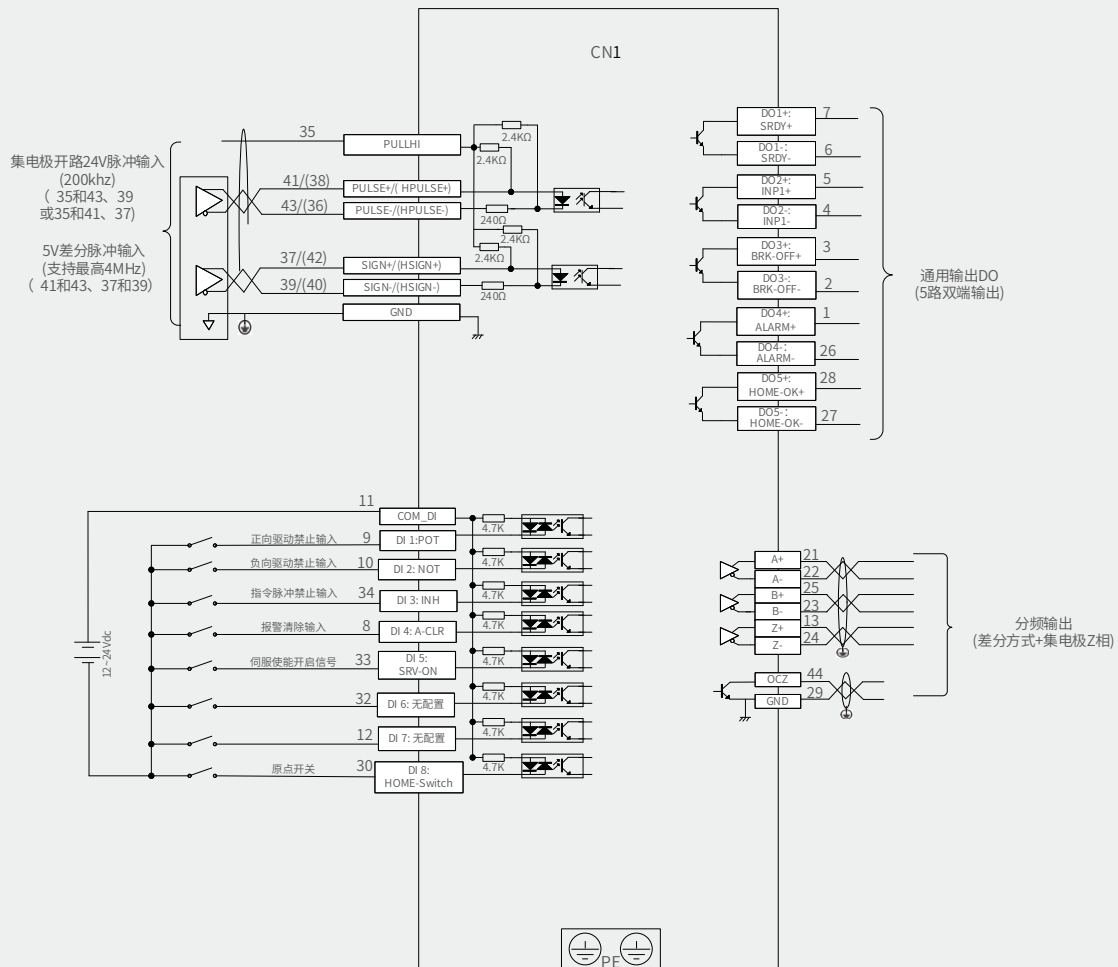 CN1
集电极开路24V脉冲输入
(200khz)
（ 35和43、39
或35和41、37)
5V差分脉冲输入
(支持最高4MHz)
（ 41和43、37和39）
35
PULLHI
2.4KΩ
2.4KΩ
41/(38)
PULSE+/( HPULSE+)
43/(36)
PULSE-/(HPULSE-)
240Ω
2.4KΩ
2.4KΩ
37/(42)
SIGN+/(HSIGN+)
39/(40)
SIGN-/(HSIGN-)
240Ω
GND
DO1+:
SRDY+
7
DO1-:
SRDY-
6
DO2+:
INP1+
5
DO2-:
INP1-
4
DO3+:
BRK-OFF+
3
DO3-:
BRK-OFF-
2
DO4+:
ALARM+
1
DO4-:
ALARM-
26
DO5+:
HOME-OK+
28
DO5-:
HOME-OK-
27
通用输出DO
(5路双端输出)
12~24Vdc
11
COM_DI
4.7K
正向驱动禁止输入
9
DI 1:POT
4.7K
负向驱动禁止输入
10
DI 2: NOT
4.7K
指令脉冲禁止输入
34
DI 3: INH
4.7K
报警清除输入
8
DI 4: A-CLR
4.7K
伺服使能开启信号
33
DI 5:
SRV-ON
4.7K
32
DI 6: 无配置
4.7K
12
DI 7: 无配置
4.7K
原点开关
30
DI 8:
HOME-Switch
A+
21
A-
22
B+
25
B-
23
Z+
13
Z-
24
OCZ
44
GND
29
分频输出
(差分方式+集电极Z相)
PE